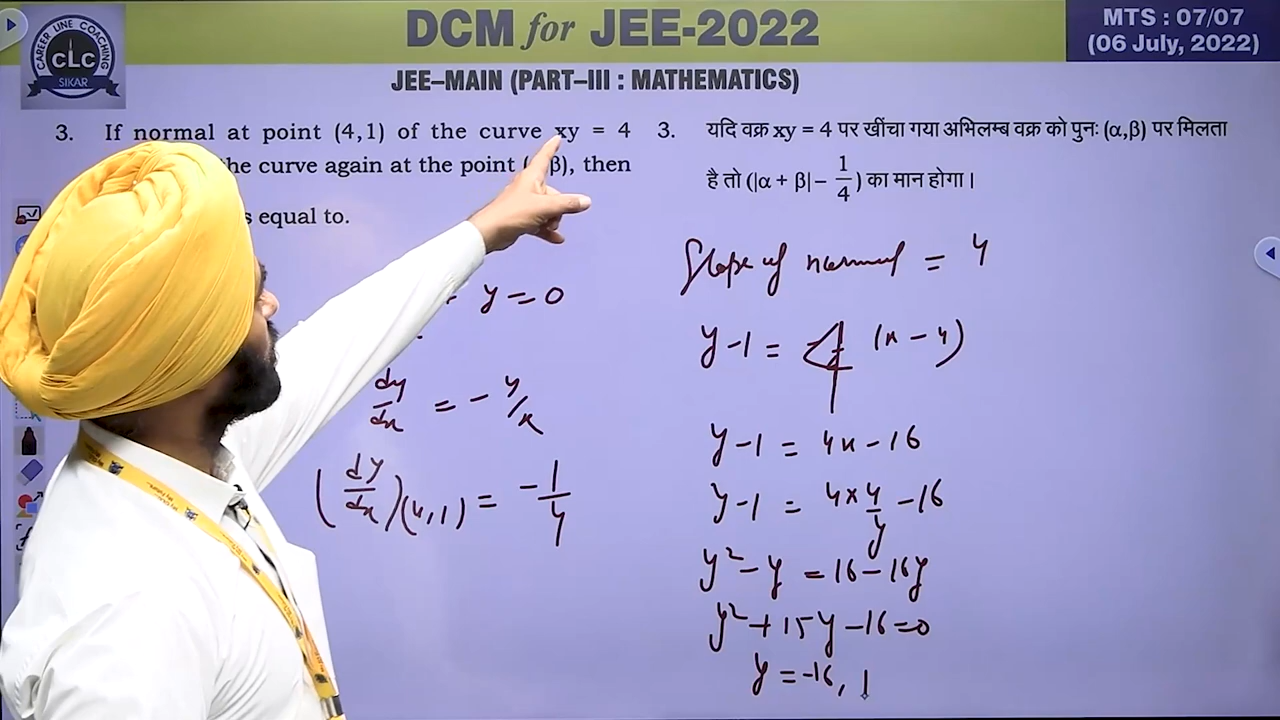 DCM for JEE-2022
MTS : 07/07
(06 July, 2022)
CAREER LINE COACHING
CLC
SIKAR
JEE–MAIN (PART–III : MATHEMATICS)
3. If normal at point (4,1) of the curve xy = 4
he curve again at the point ( β), then
s equal to.
3. यदि वक्र xy = 4 पर खींचा गया अभिलम्ब वक्र को पुनः (α,β) पर मिलता
है तो (|α + β| – 1/4) का मान होगा।
y = 0
dy/dx = - y/x
(dy/dx)(4,1) = -1/4
Slope of normal = 4
y-1 = 4 (x-4)
y-1 = 4x-16
y-1 = 4×4/y -16
y²-y = 16-16y
y²+15y-16=0
y = -16, 1